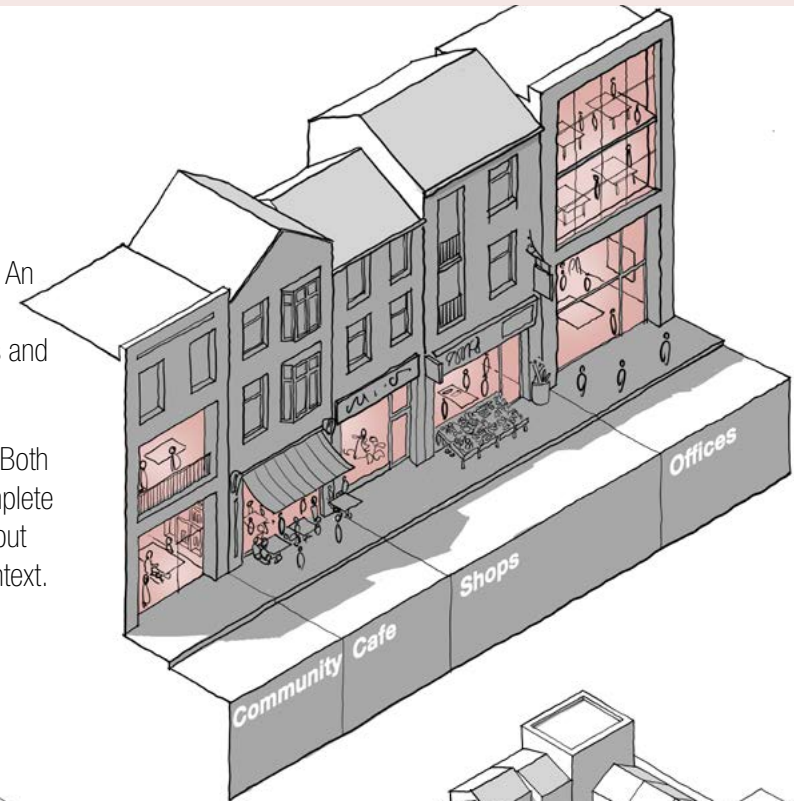 An
and
Both
plete
out
ntext.
Community
Cafe
Shops
Offices